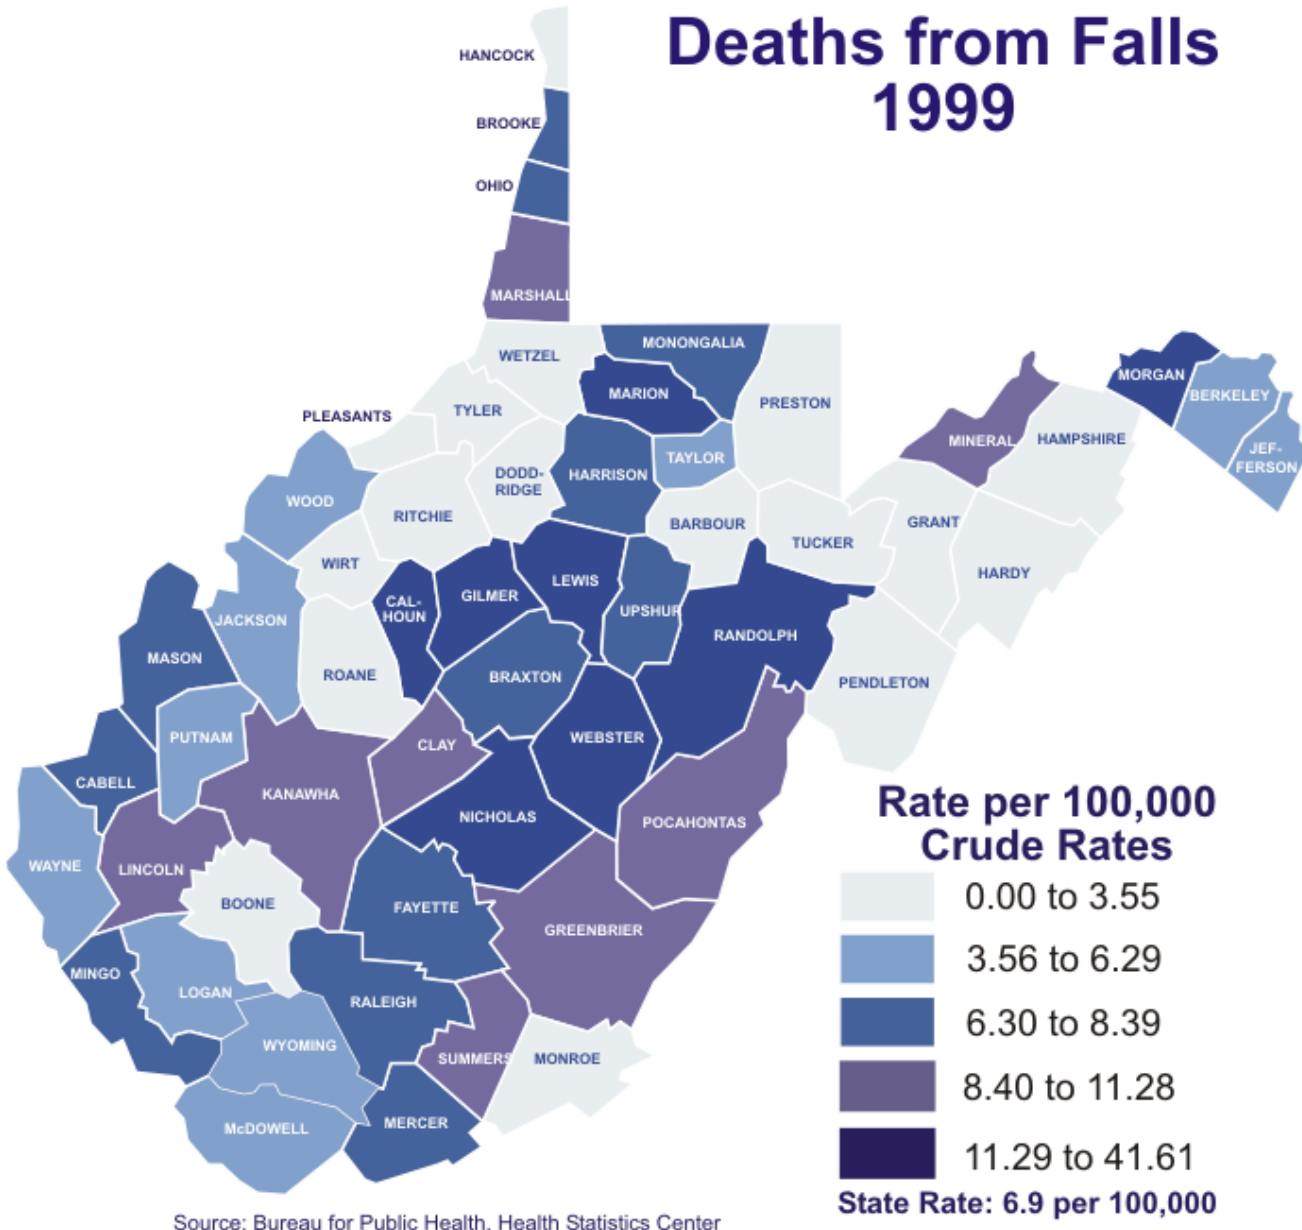 Deaths from Falls
1999
HANCOCK
BROOKE
OHIO
MARSHALL
WETZEL
MONONGALIA
MARION
MORGAN
BERKELEY
JEF-
FERSON
TYLER
PLEASANTS
PRESTON
MINERAL
HAMPSHIRE
TAYLOR
DODD-
RIDGE
HARRISON
WOOD
RITCHIE
BARBOUR
GRANT
TUCKER
WIRT
HARDY
LEWIS
GILMER
CAL-
HOUN
UPSHUR
JACKSON
RANDOLPH
MASON
ROANE
BRAXTON
PENDLETON
PUTNAM
WEBSTER
CLAY
CABELL
KANAWHA
NICHOLAS
POCAHONTAS
WAYNE
LINCOLN
BOONE
FAYETTE
GREENBRIER
MINGO
LOGAN
RALEIGH
WYOMING
SUMMERS
MONROE
McDOWELL
MERCER
Rate per 100,000
Crude Rates
0.00 to 3.55
3.56 to 6.29
6.30 to 8.39
8.40 to 11.28
11.29 to 41.61
State Rate: 6.9 per 100,000
Source: Bureau for Public Health, Health Statistics Center